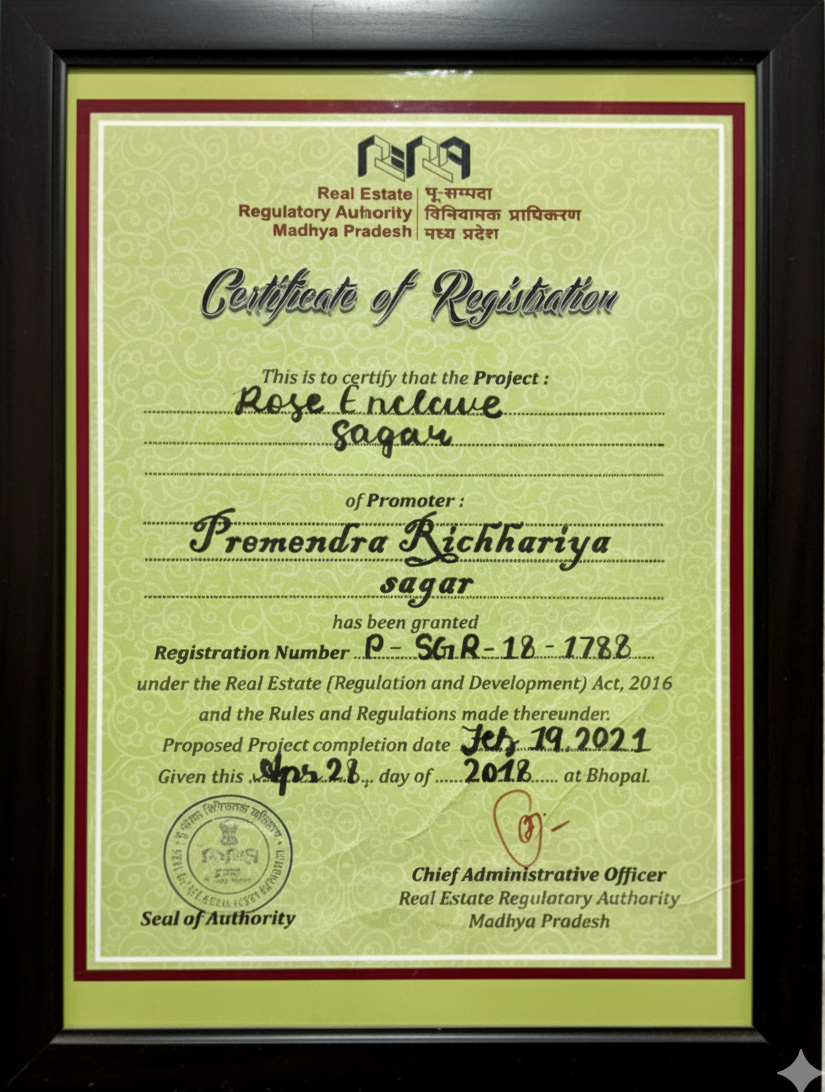 RERA
Real Estate भू-सम्पदा
Regulatory Authority विनियामक प्राधिकरण
Madhya Pradesh मध्य प्रदेश
Certificate of Registration
This is to certify that the Project :
Rose Enclave
Sagar
of Promoter :
Premendra Richhariya
sagar
has been granted
Registration Number P - SGR - 18 - 1788
under the Real Estate (Regulation and Development) Act, 2016
and the Rules and Regulations made thereunder.
Proposed Project completion date Feb 19.2021
Given this Apr 28, day of 2018 at Bhopal.
Chief Administrative Officer
Real Estate Regulatory Authority
Seal of Authority
Madhya Pradesh